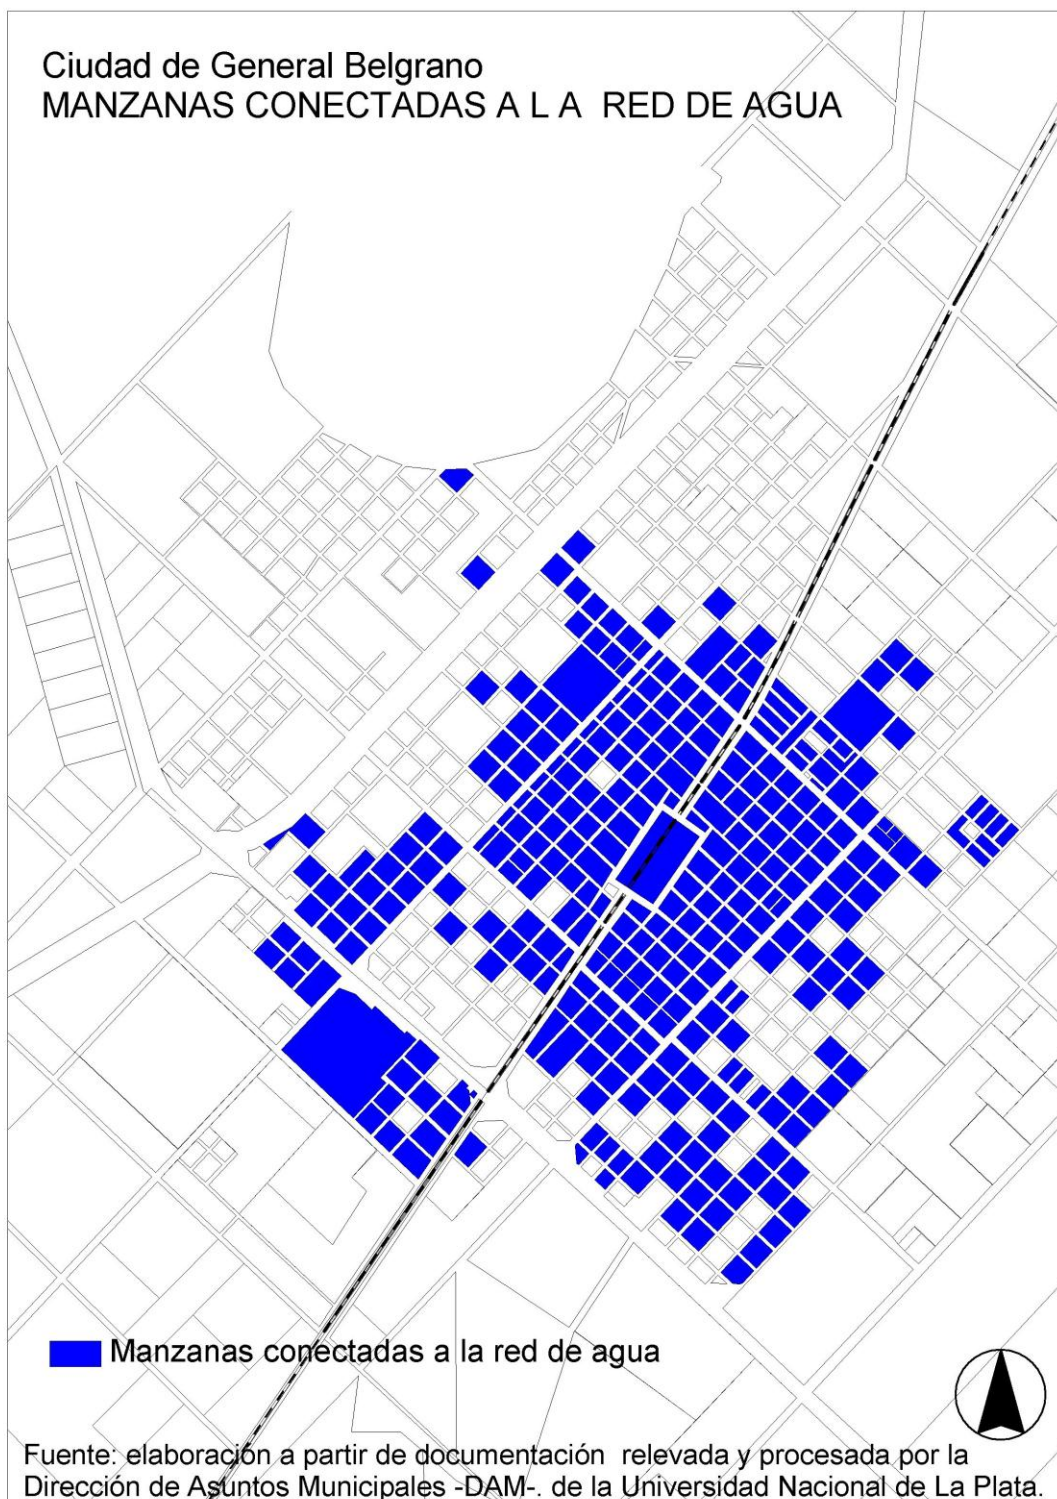 Ciudad de General Belgrano
MANZANAS CONECTADAS A L A RED DE AGUA
Manzanas conectadas a la red de agua
Fuente: elaboración a partir de documentación relevada y procesada por la
Dirección de Asuntos Municipales -DAM-. de la Universidad Nacional de La Plata.